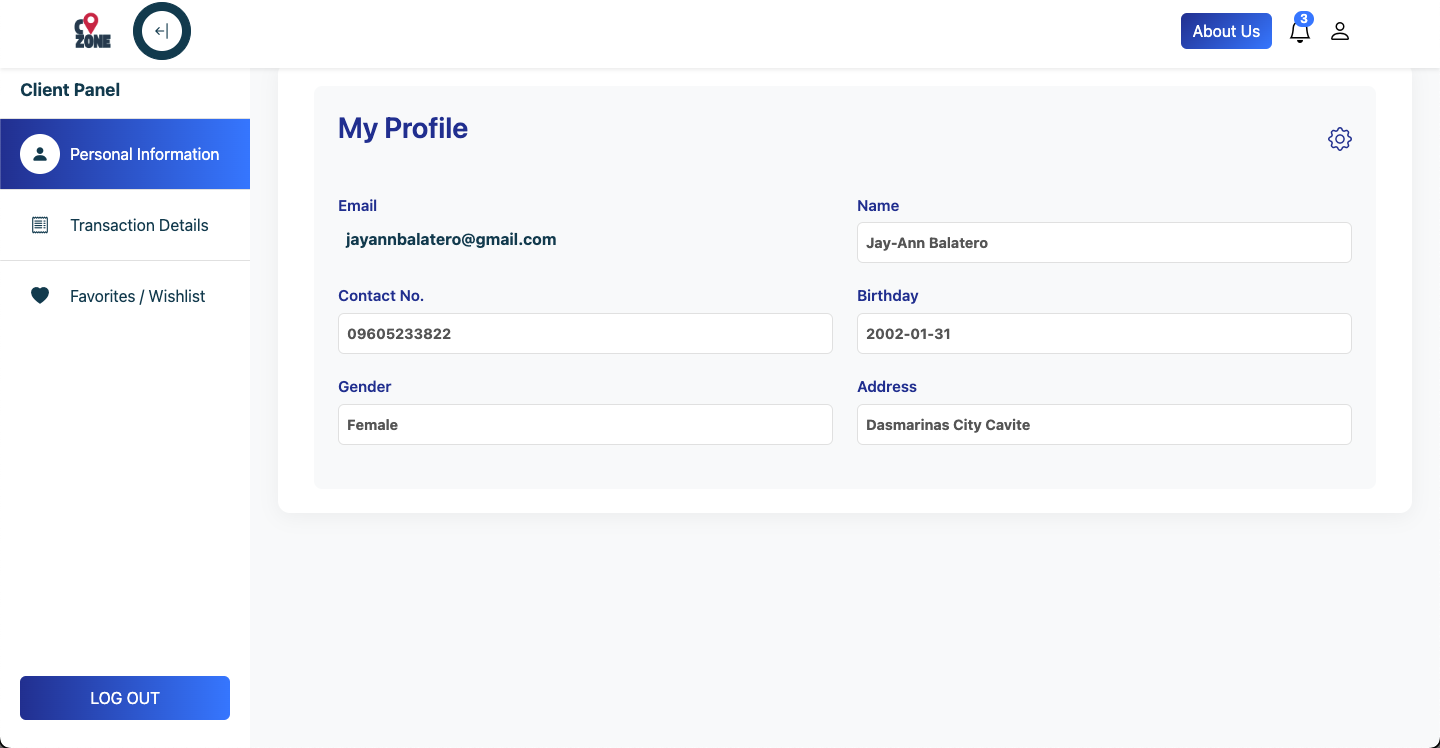 C ZONE
About Us
3
Client Panel
Personal Information
Transaction Details
Favorites / Wishlist
LOG OUT
My Profile
Email
jayannbalatero@gmail.com
Name
Jay-Ann Balatero
Contact No.
09605233822
Birthday
2002-01-31
Gender
Female
Address
Dasmarinas City Cavite